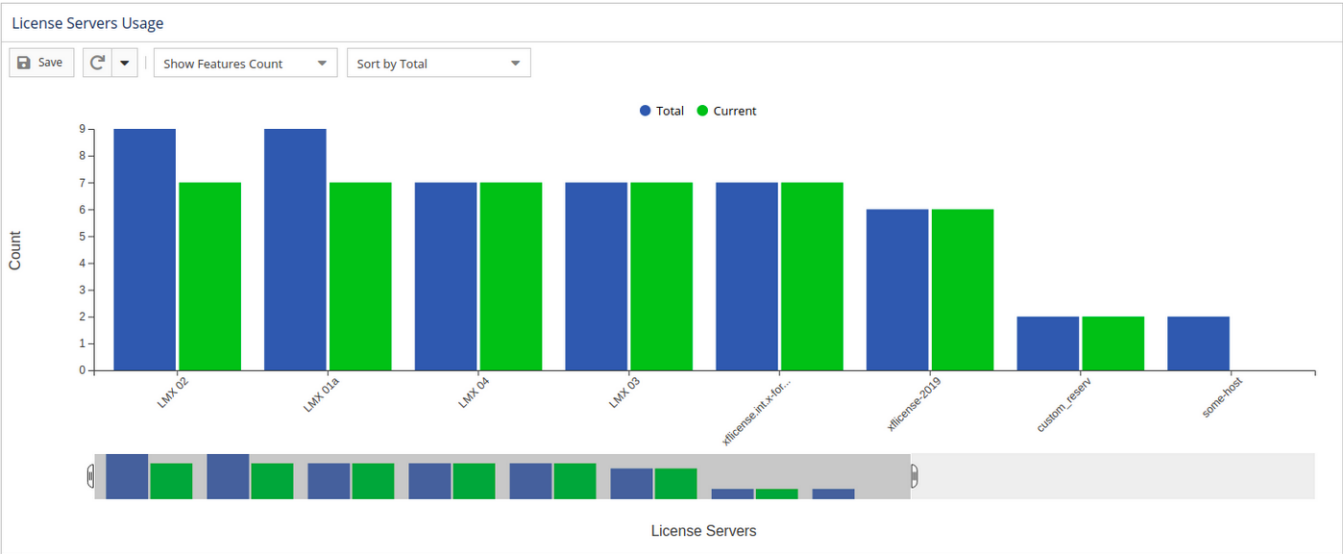 License Servers Usage
Save
Show Features Count
Sort by Total
Total Current
9
8
7
6
5
4
3
2
1
0
Count
LMX 02
LMX 01a
LMX 04
LMX 03
xflicense.int.x-for...
xflicense-2019
custom_reserv
some-host
License Servers